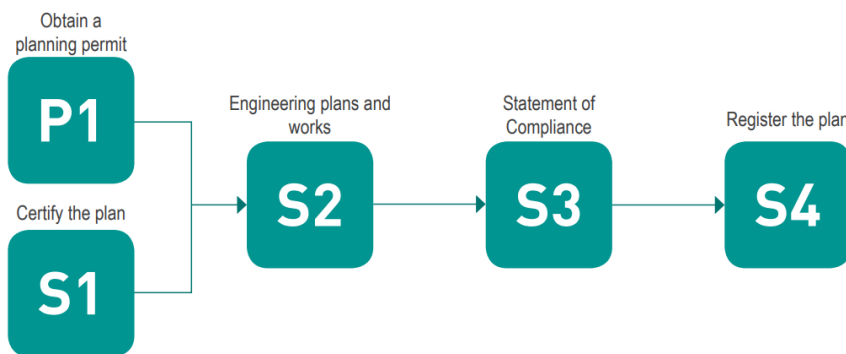 Obtain a
planning permit
P1
Certify the plan
S1
Engineering plans and
works
S2
Statement of
Compliance
S3
Register the plan
S4